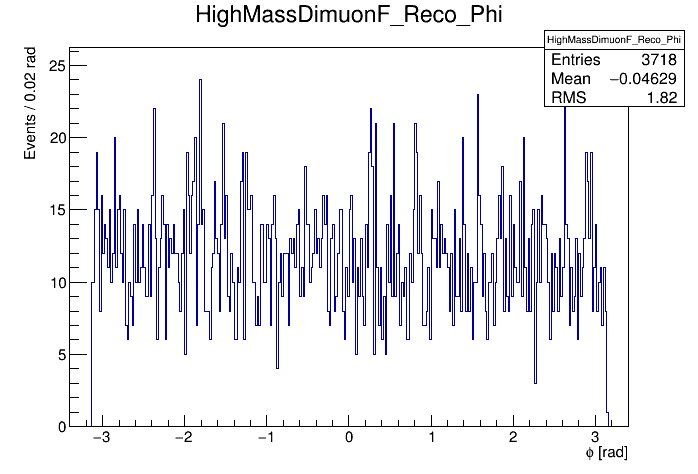 HighMassDimuonF_Reco_Phi
HighMassDimuonF_Reco_Phi
Entries 3718
Mean −0.04629
RMS 1.82
Events / 0.02 rad
25
20
15
10
5
0
−3 −2 −1 0 1 2 3
ϕ [rad]